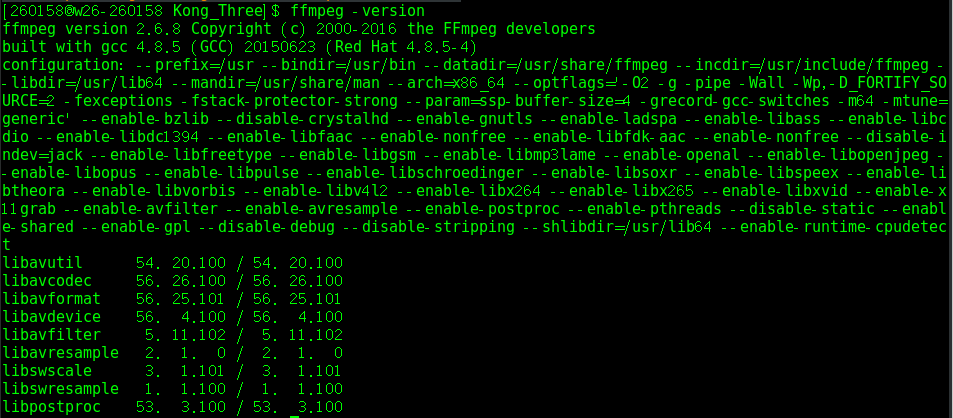 [260158@w26-260158 Kong_Three]$ ffmpeg -version
ffmpeg version 2.6.8 Copyright (c) 2000-2016 the FFmpeg developers
built with gcc 4.8.5 (GCC) 20150623 (Red Hat 4.8.5-4)
configuration: --prefix=/usr --bindir=/usr/bin --datadir=/usr/share/ffmpeg --incdir=/usr/include/ffmpeg -
-libdir=/usr/lib64 --mandir=/usr/share/man --arch=x86_64 --optflags='-O2 -g -pipe -Wall -Wp,-D_FORTIFY_SO
URCE=2 -fexceptions -fstack-protector-strong --param=ssp-buffer-size=4 -grecord-gcc-switches -m64 -mtune=
generic' --enable-bzlib --disable-crystalhd --enable-gnutls --enable-ladspa --enable-libass --enable-libc
dio --enable-libdc1394 --enable-libfaac --enable-nonfree --enable-libfdk-aac --enable-nonfree --disable-i
ndev=jack --enable-libfreetype --enable-libgsm --enable-libmp3lame --enable-openal --enable-libopenjpeg -
-enable-libopus --enable-libpulse --enable-libschroedinger --enable-libsoxr --enable-libspeex --enable-li
btheora --enable-libvorbis --enable-libv4l2 --enable-libx264 --enable-libx265 --enable-libxvid --enable-x
11grab --enable-avfilter --enable-avresample --enable-postproc --enable-pthreads --disable-static --enabl
e-shared --enable-gpl --disable-debug --disable-stripping --shlibdir=/usr/lib64 --enable-runtime-cpudetec
t
libavutil      54. 20.100 / 54. 20.100
libavcodec     56. 26.100 / 56. 26.100
libavformat    56. 25.101 / 56. 25.101
libavdevice    56.  4.100 / 56.  4.100
libavfilter     5. 11.102 /  5. 11.102
libavresample   2.  1.  0 /  2.  1.  0
libswscale      3.  1.101 /  3.  1.101
libswresample   1.  1.100 /  1.  1.100
libpostproc    53.  3.100 / 53.  3.100